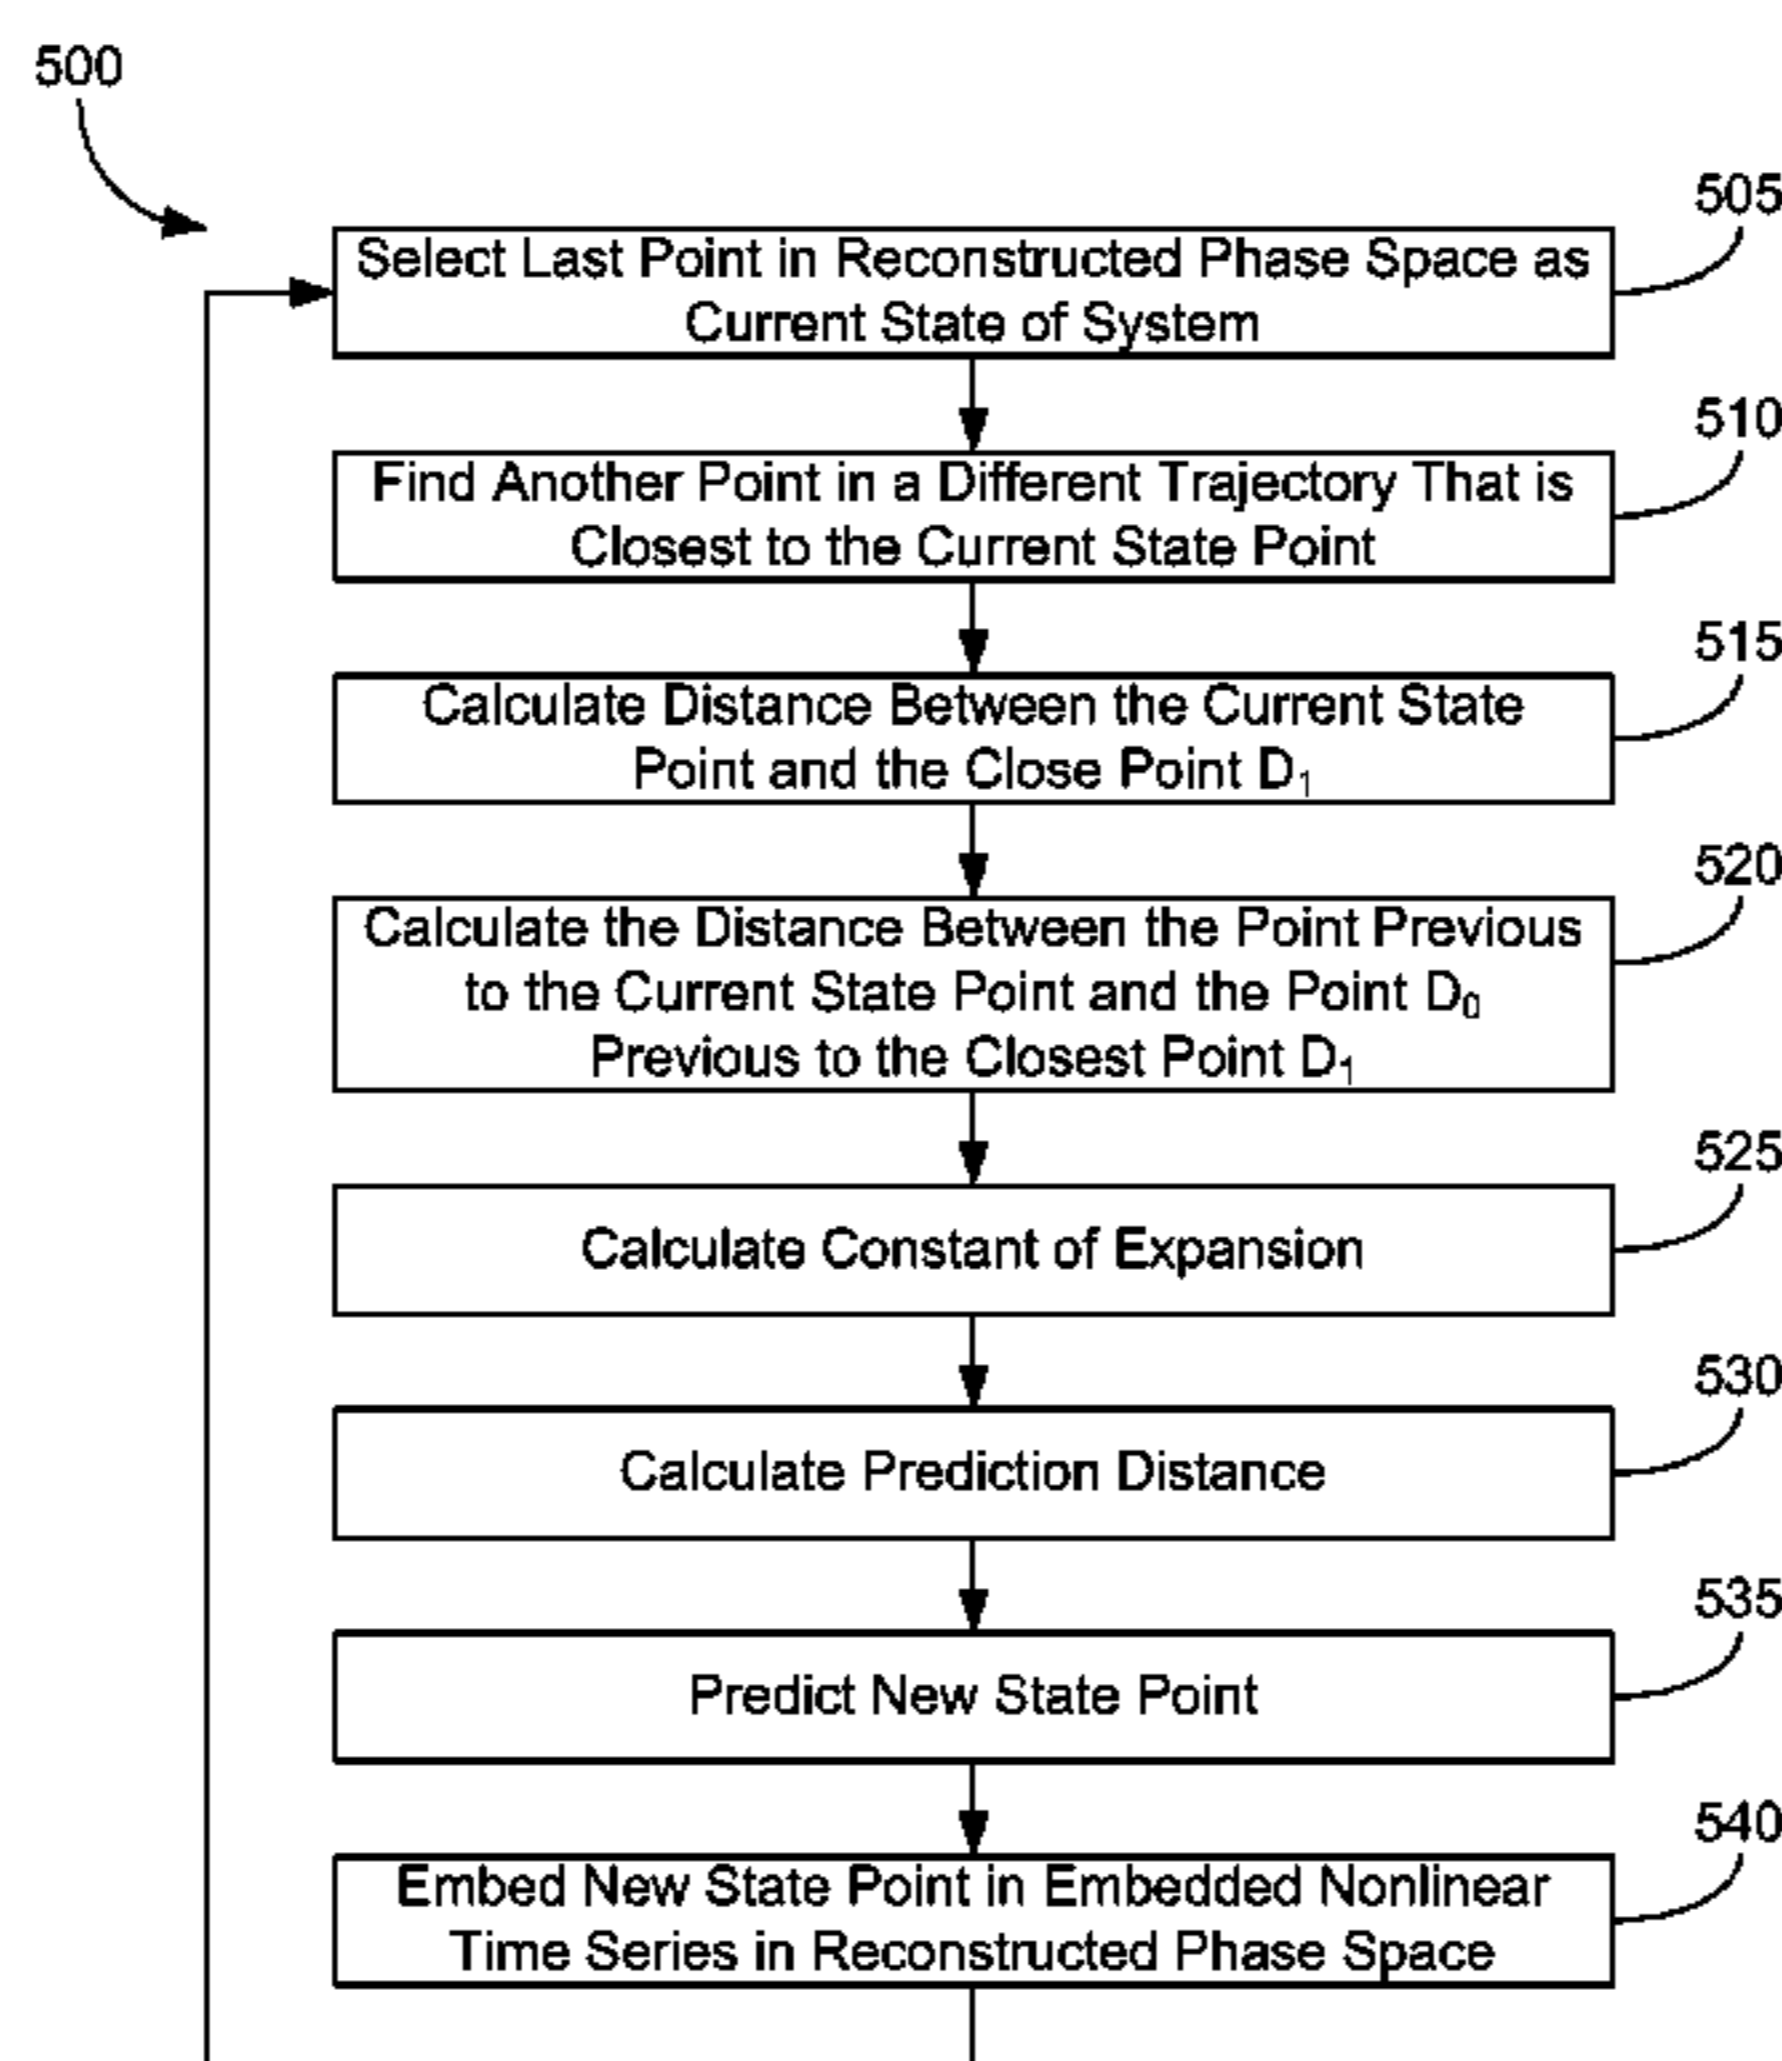 500
505
Select Last Point in Reconstructed Phase Space as
Current State of System
510
Find Another Point in a Different Trajectory That is
Closest to the Current State Point
515
Calculate Distance Between the Current State
Point and the Close Point D₁
520
Calculate the Distance Between the Point Previous
to the Current State Point and the Point D₀
Previous to the Closest Point D₁
525
Calculate Constant of Expansion
530
Calculate Prediction Distance
535
Predict New State Point
540
Embed New State Point in Embedded Nonlinear
Time Series in Reconstructed Phase Space